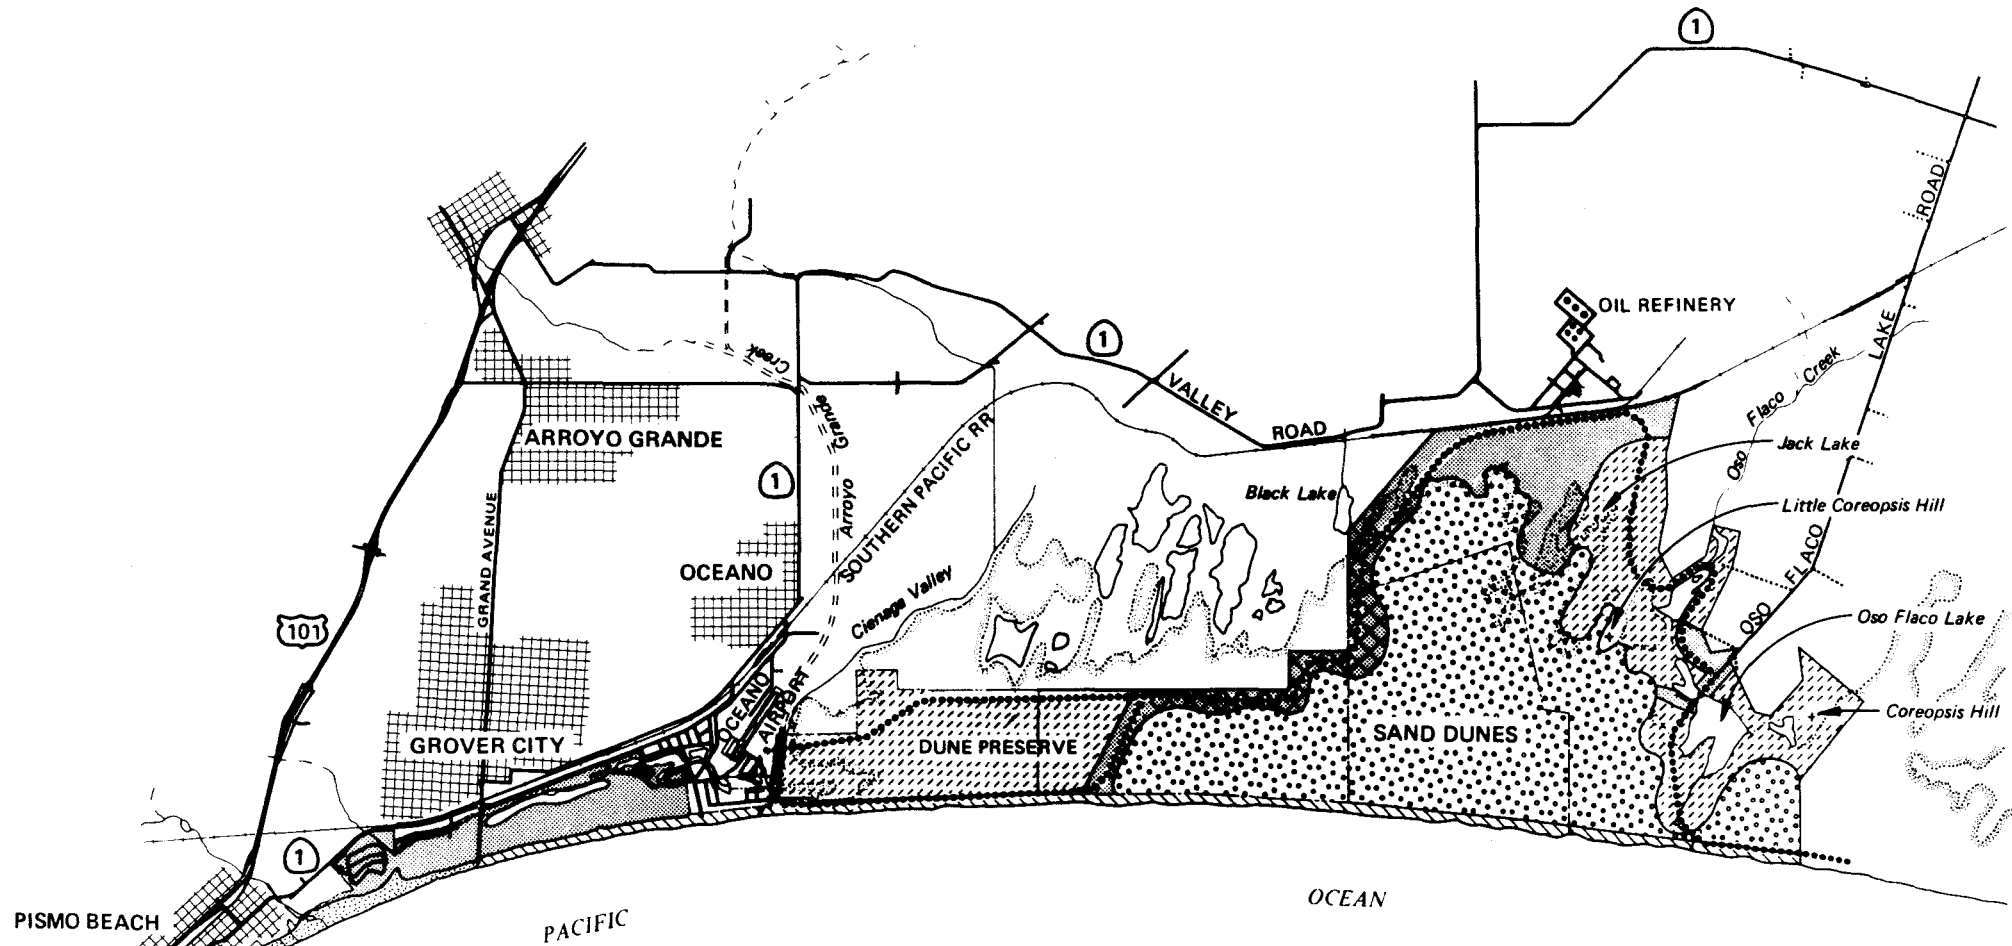 1
ROAD
LAKE
OIL REFINERY
Oso Flaco Creek
1
VALLEY
ROAD
Creek
Grande
Arroyo
ARROYO GRANDE
SOUTHERN PACIFIC RR
Jack Lake
1
Black Lake
Little Coreopsis Hill
GRAND AVENUE
FLACO
OSO
OCEANO
Cienaga Valley
101
Oso Flaco Lake
OCEANO
AIRPORT
Coreopsis Hill
GROVER CITY
DUNE PRESERVE
SAND DUNES
1
PISMO BEACH
PACIFIC
OCEAN